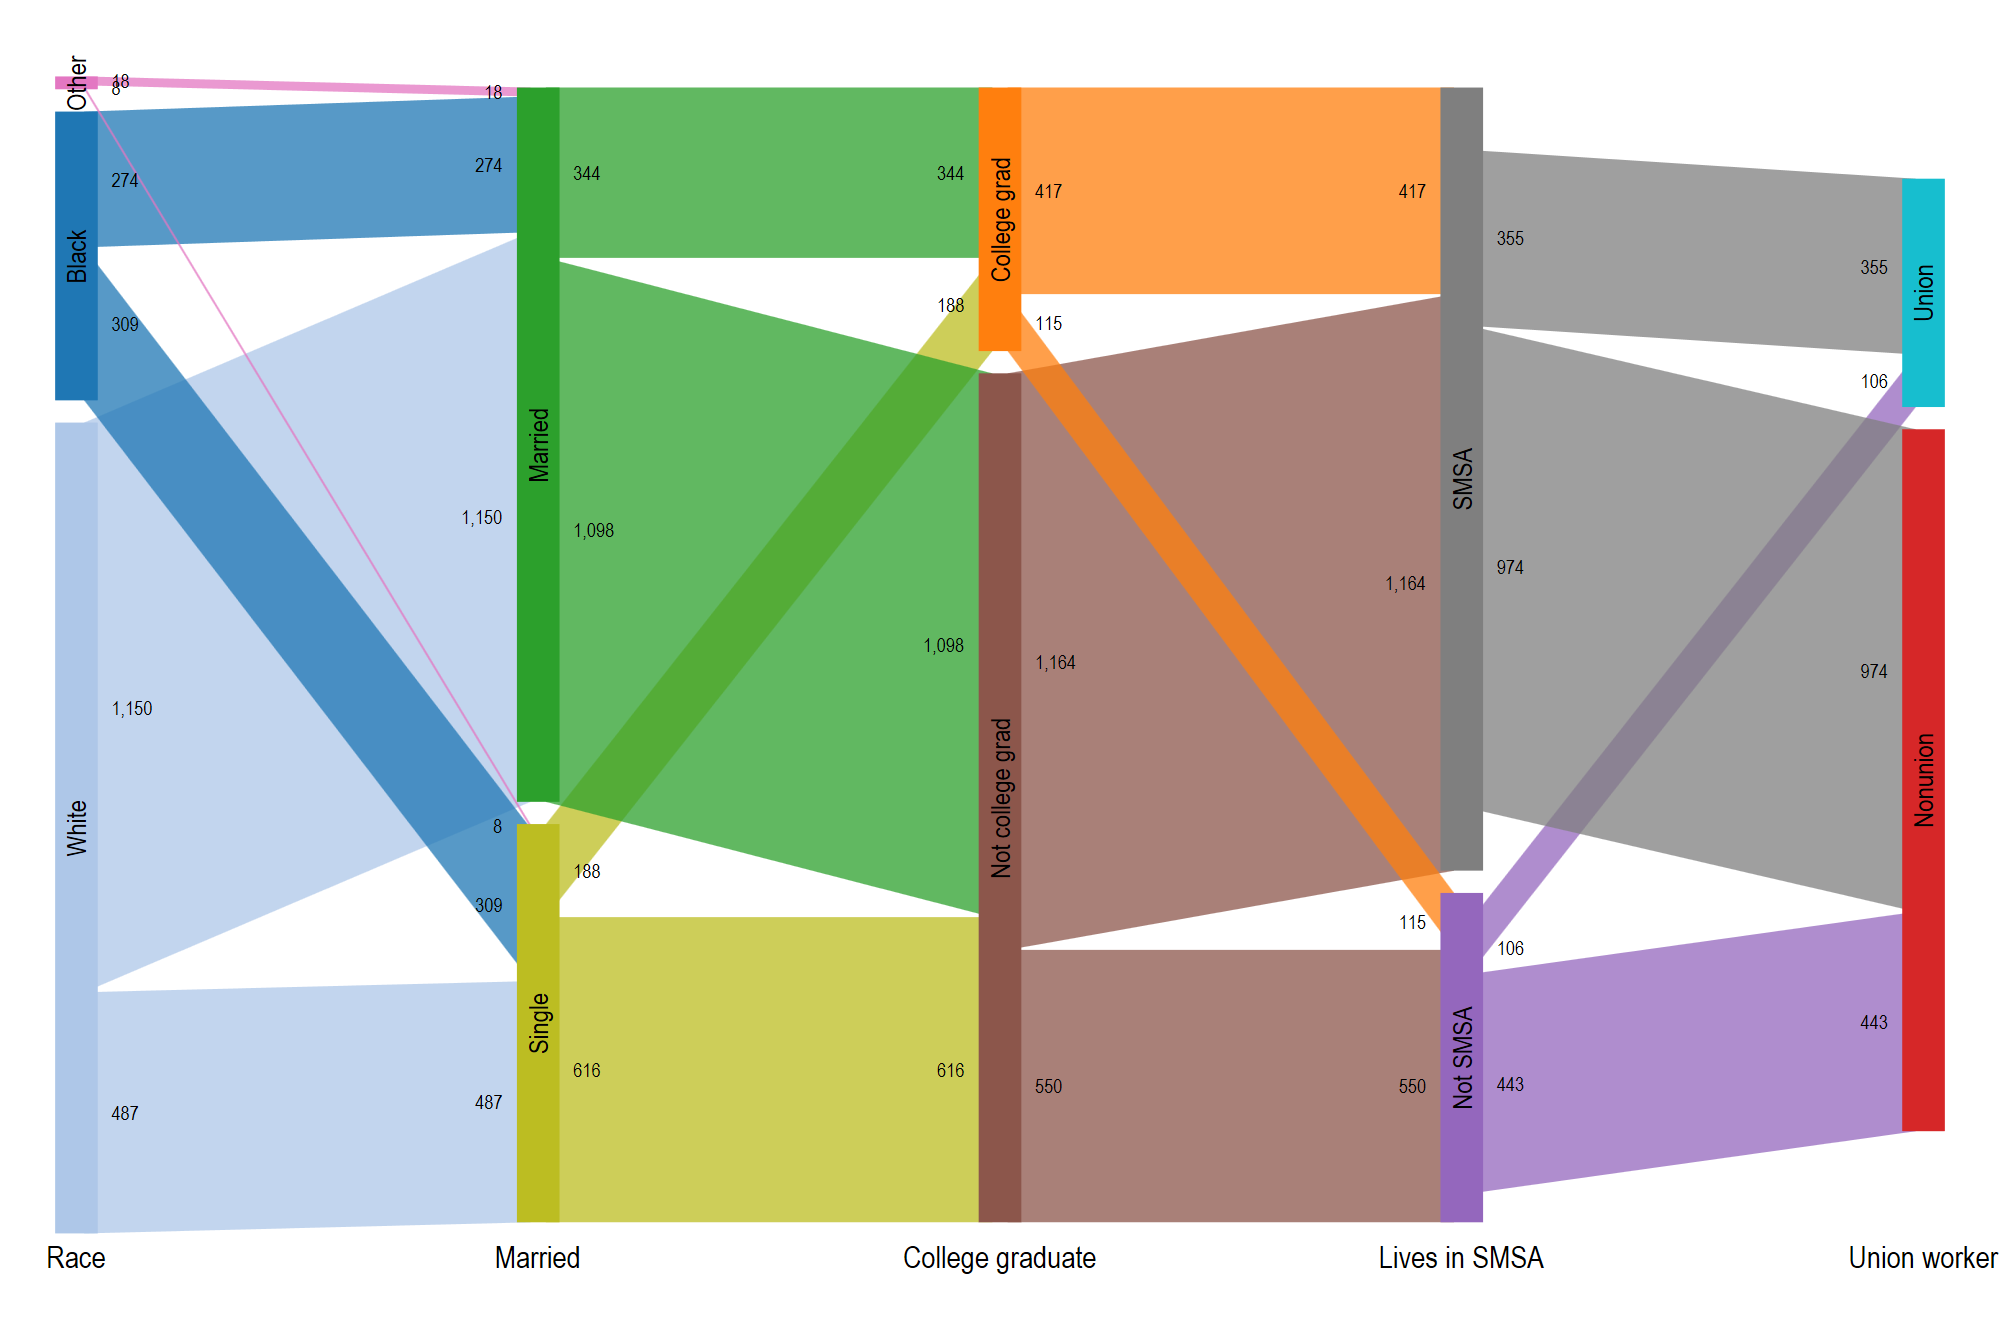 Other
18
8
Black
274
309
White
1,150
487
18
274
1,150
8
309
487
Married
344
1,098
Single
188
616
344
188
1,098
616
College grad
417
115
Not college grad
1,164
550
417
1,164
115
550
SMSA
355
974
Not SMSA
106
443
355
106
974
443
Union
Nonunion
Race
Married
College graduate
Lives in SMSA
Union worker